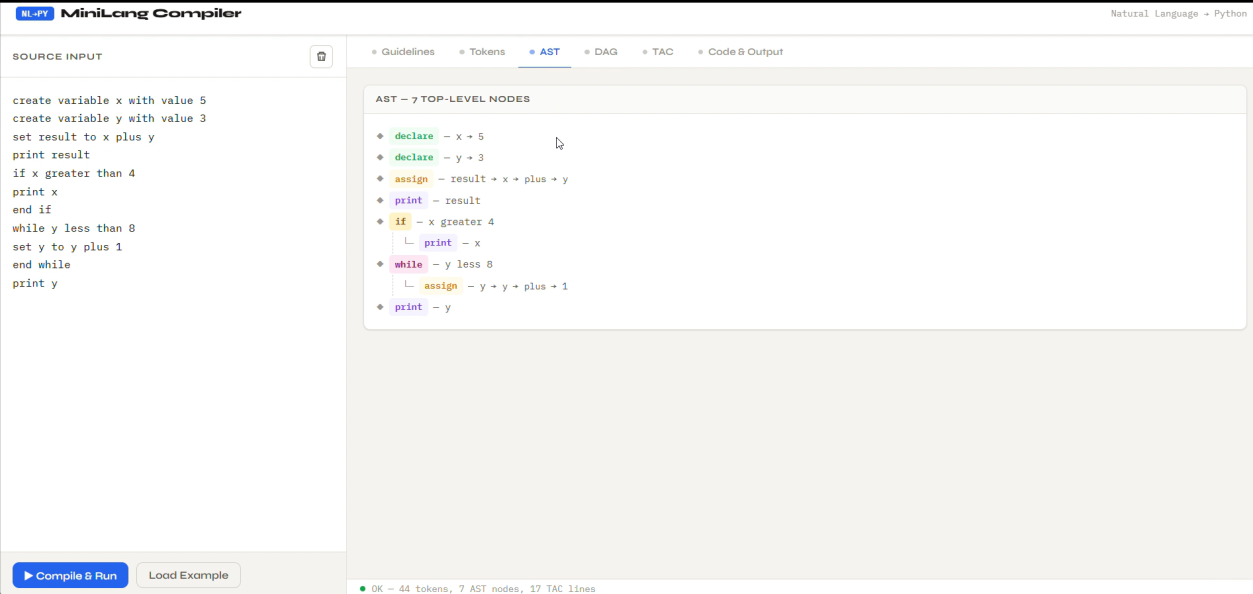 NL→PY MiniLang Compiler
Natural Language → Python
SOURCE INPUT
Guidelines
Tokens
AST
DAG
TAC
Code & Output
create variable x with value 5
create variable y with value 3
set result to x plus y
print result
if x greater than 4
print x
end if
while y less than 8
set y to y plus 1
end while
print y
AST — 7 TOP-LEVEL NODES
declare — x → 5
declare — y → 3
assign — result → x → plus → y
print — result
if — x greater 4
print — x
while — y less 8
assign — y → y → plus → 1
print — y
▶ Compile & Run
Load Example
OK — 44 tokens, 7 AST nodes, 17 TAC lines